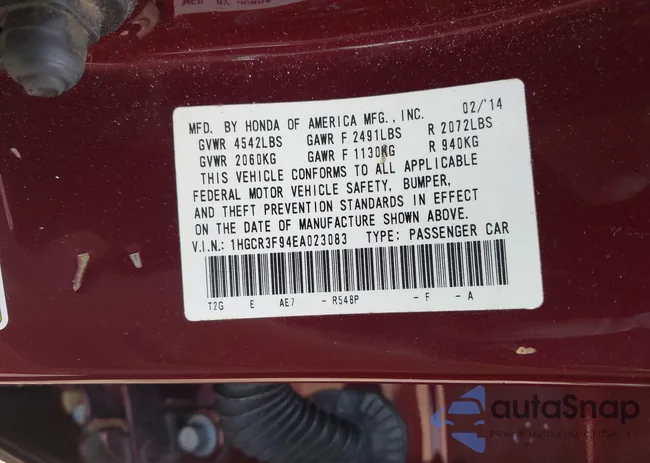 MFD. BY HONDA OF AMERICA MFG., INC. 02/'14
GVWR 4542LBS GAWR F 2491LBS R 2072LBS
GVWR 2060KG GAWR F 1130KG R 940KG
THIS VEHICLE CONFORMS TO ALL APPLICABLE
FEDERAL MOTOR VEHICLE SAFETY, BUMPER,
AND THEFT PREVENTION STANDARDS IN EFFECT
ON THE DATE OF MANUFACTURE SHOWN ABOVE.
V.I.N.: 1HGCR3F94EA023083 TYPE: PASSENGER CAR
T2G E AE7 - R548P - F - A
autaSnap